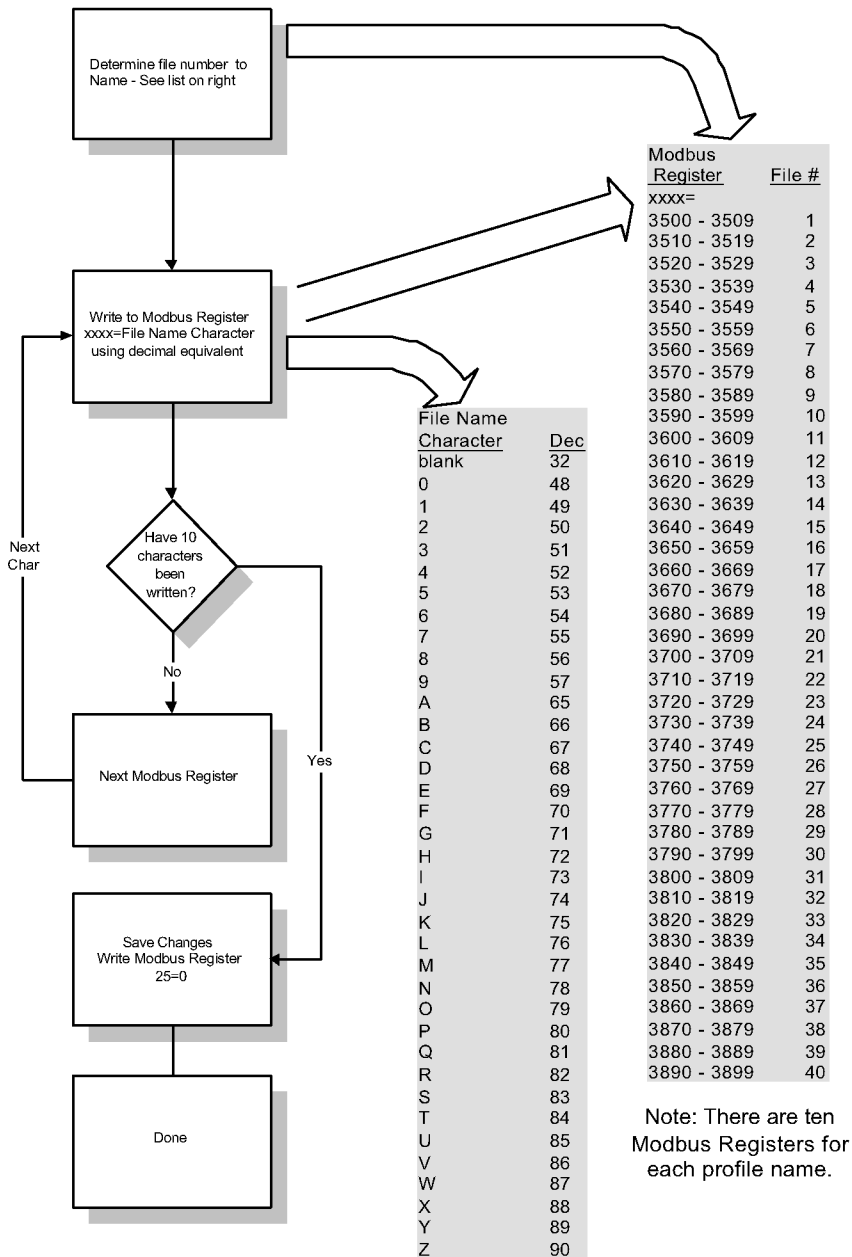 Determine file number to
Name - See list on right
Write to Modbus Register
xxxx=File Name Character
using decimal equivalent
Have 10
characters
been
written?
Next
Char
No
Yes
Next Modbus Register
Save Changes
Write Modbus Register
25=0
Done
File Name
Character Dec
blank 32
0 48
1 49
2 50
3 51
4 52
5 53
6 54
7 55
8 56
9 57
A 65
B 66
C 67
D 68
E 69
F 70
G 71
H 72
I 73
J 74
K 75
L 76
M 77
N 78
O 79
P 80
Q 81
R 82
S 83
T 84
U 85
V 86
W 87
X 88
Y 89
Z 90
Modbus
Register File #
xxxx=
3500 - 3509 1
3510 - 3519 2
3520 - 3529 3
3530 - 3539 4
3540 - 3549 5
3550 - 3559 6
3560 - 3569 7
3570 - 3579 8
3580 - 3589 9
3590 - 3599 10
3600 - 3609 11
3610 - 3619 12
3620 - 3629 13
3630 - 3639 14
3640 - 3649 15
3650 - 3659 16
3660 - 3669 17
3670 - 3679 18
3680 - 3689 19
3690 - 3699 20
3700 - 3709 21
3710 - 3719 22
3720 - 3729 23
3730 - 3739 24
3740 - 3749 25
3750 - 3759 26
3760 - 3769 27
3770 - 3779 28
3780 - 3789 29
3790 - 3799 30
3800 - 3809 31
3810 - 3819 32
3820 - 3829 33
3830 - 3839 34
3840 - 3849 35
3850 - 3859 36
3860 - 3869 37
3870 - 3879 38
3880 - 3889 39
3890 - 3899 40
Note: There are ten
Modbus Registers for
each profile name.